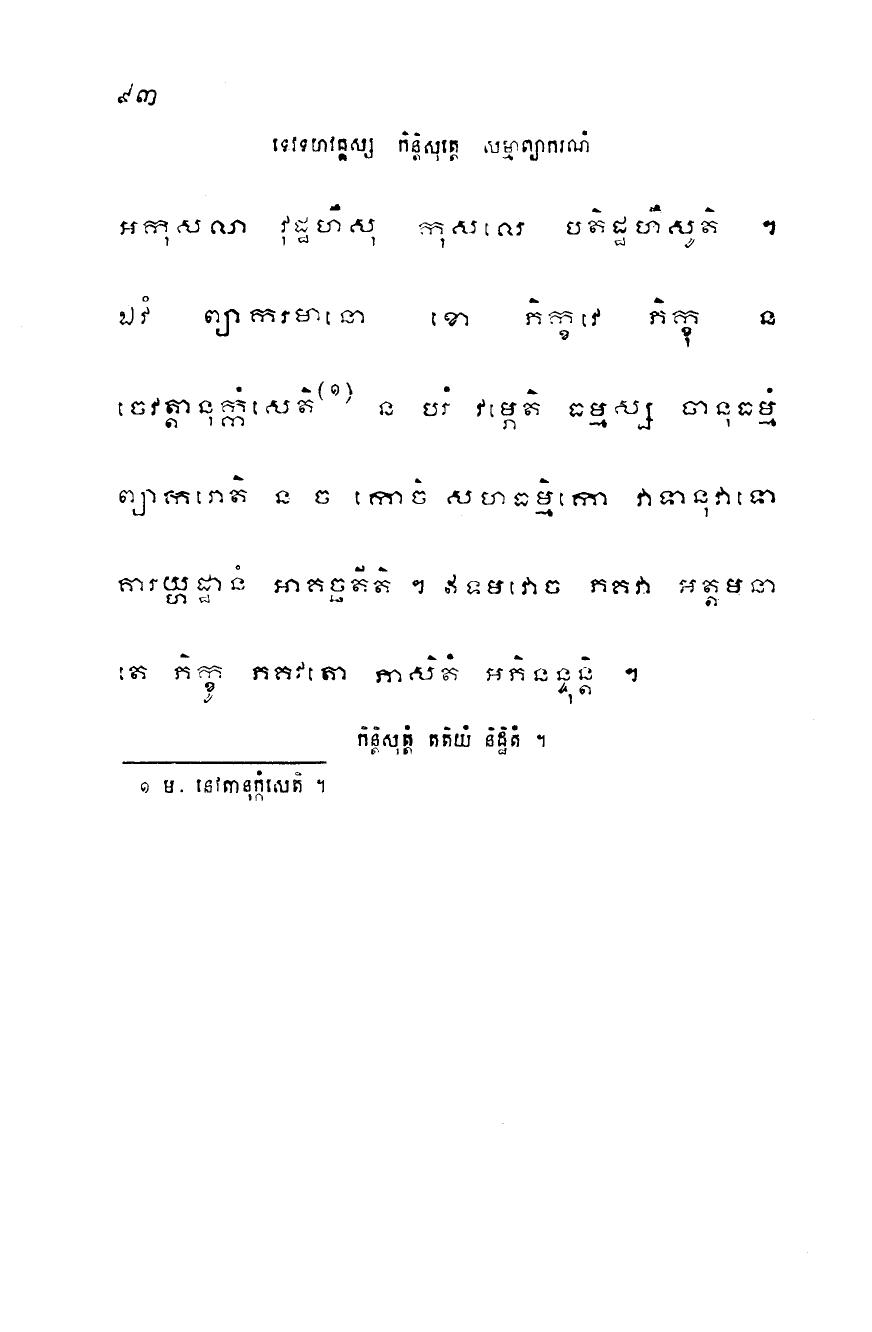 ៩៣
ទេវទហវគ្គស្ស កិន្តិសុត្តេ សម្មាព្យាករណំ
អកុសលា វុដ្ឋហឹសុ កុសលេ បតិដ្ឋហឹសូតិ ។
ឯវំ ព្យាករមានោ ខោ ភិក្ខវេ ភិក្ខុ ន
ចេវត្តានុក្កំសេតិ(១) ន បរំ វម្ភេតិ ធម្មស្ស ចានុធម្មំ
ព្យាករោតិ ន ច កោចិ សហធម្មិកោ វាទានុវាទោ
គារយ្ហដ្ឋានំ អាគច្ឆតីតិ ។ ឥទមវោច ភគវា អត្តមនា
តេ ភិក្ខូ ភគវតោ ភាសិតំ អភិនន្ទុន្តិ ។
កិន្តិសុត្តំ តតិយំ និដ្ឋិតំ ។
១ ម. នេវតានុក្កំសេតិ ។